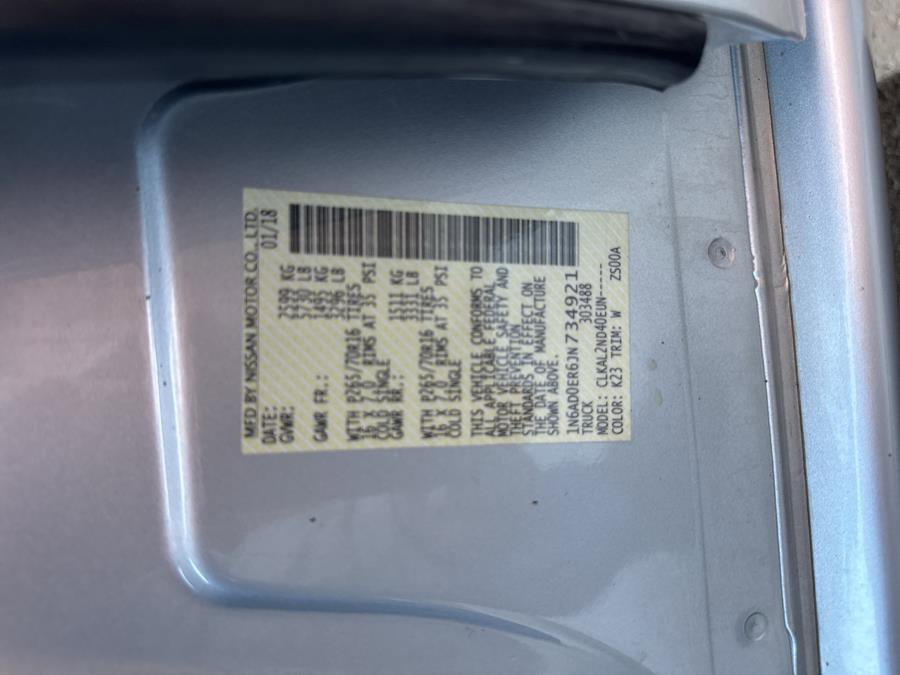 MFD BY NISSAN MOTOR CO., LTD.
DATE: 01/18
GVWR: 2599 KG
5730 LB
GAWR FR.: 1495 KG
3296 LB
WITH P265/70R16 TIRES
16 X 7.0 RIMS AT 35 PSI
COLD SINGLE
GAWR RR.: 1511 KG
3331 LB
WITH P265/70R16 TIRES
16 X 7.0 RIMS AT 35 PSI
COLD SINGLE
THIS VEHICLE CONFORMS TO
ALL APPLICABLE FEDERAL
MOTOR VEHICLE SAFETY AND
THEFT PREVENTION
STANDARDS IN EFFECT ON
THE DATE OF MANUFACTURE
SHOWN ABOVE.
1N6AD0ER6JN734921
TRUCK 303488
MODEL: CLKAL2ND40EUN-----
COLOR: K23 TRIM: W ZS00A